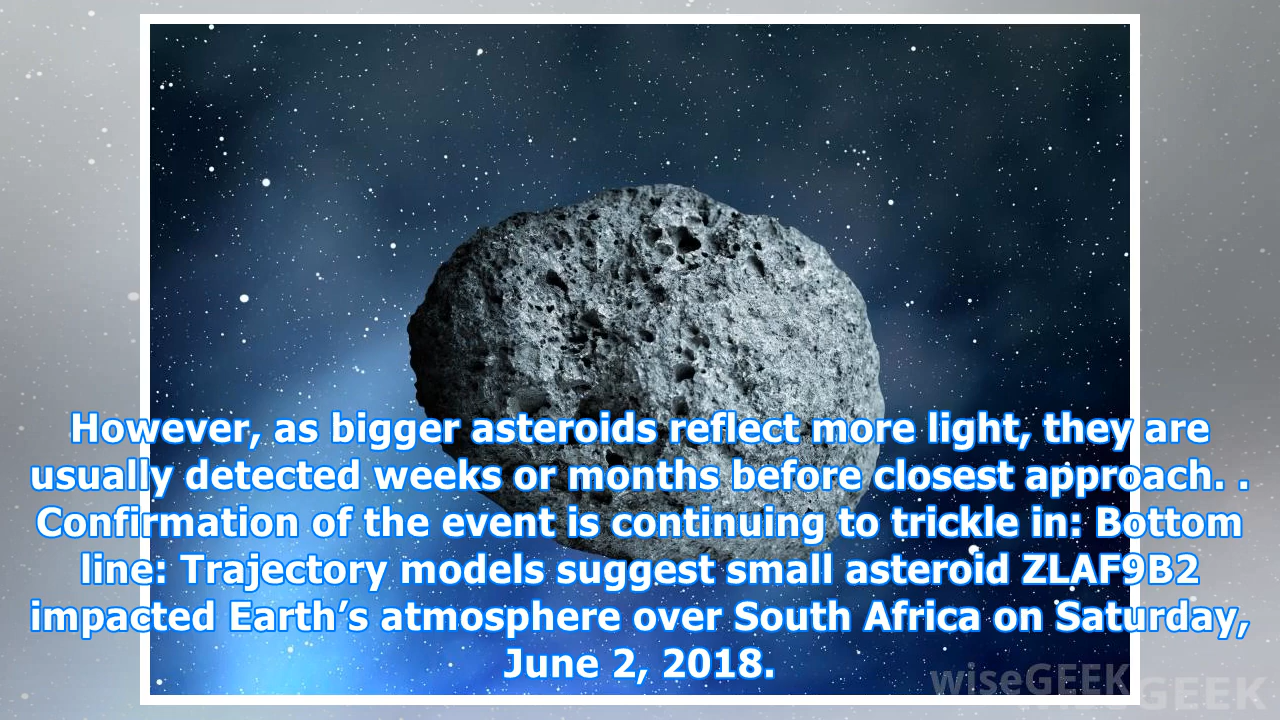 However, as bigger asteroids reflect more light, they are
usually detected weeks or months before closest approach. .
Confirmation of the event is continuing to trickle in: Bottom
line: Trajectory models suggest small asteroid ZLAF9B2
impacted Earth’s atmosphere over South Africa on Saturday,
June 2, 2018.
wiseGEEK
GEEK